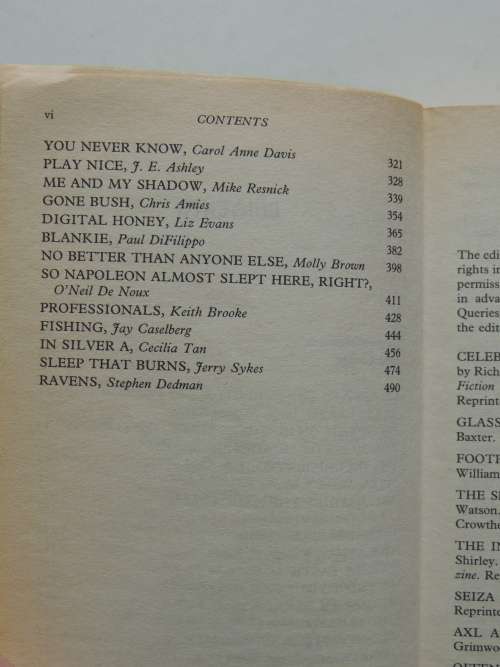 vi CONTENTS
YOU NEVER KNOW, Carol Anne Davis 321
PLAY NICE, J. E. Ashley 328
ME AND MY SHADOW, Mike Resnick 339
GONE BUSH, Chris Amies 354
DIGITAL HONEY, Liz Evans 365
BLANKIE, Paul DiFilippo 382
NO BETTER THAN ANYONE ELSE, Molly Brown 398
SO NAPOLEON ALMOST SLEPT HERE, RIGHT?,
O'Neil De Noux 411
PROFESSIONALS, Keith Brooke 428
FISHING, Jay Caselberg 444
IN SILVER A, Cecilia Tan 456
SLEEP THAT BURNS, Jerry Sykes 474
RAVENS, Stephen Dedman 490
The edi
rights in
permiss
in adva
Queries
the edit
CELEB
by Rich
Fiction
Reprint
GLASS
Baxter.
FOOTF
William
THE S
Watson.
Crowthe
THE IN
Shirley.
zine. Re
SEIZA
Reprinte
AXL A
Grimwo